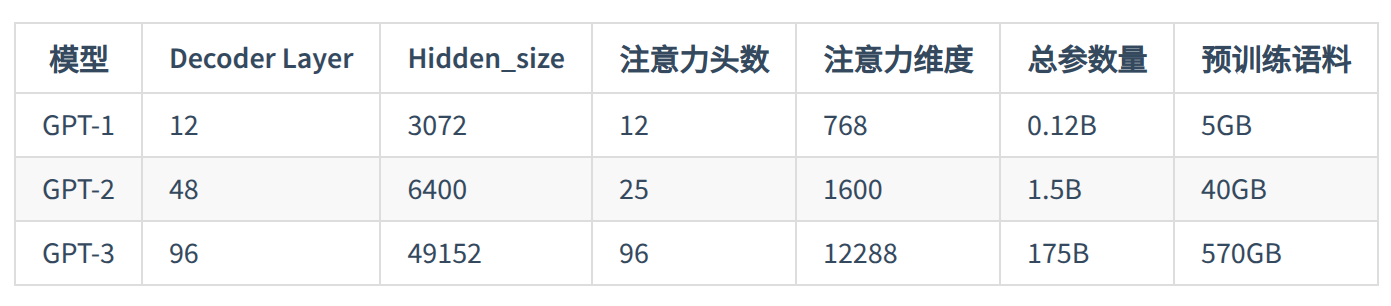 模型 Decoder Layer Hidden_size 注意力头数 注意力维度 总参数量 预训练语料
GPT-1 12 3072 12 768 0.12B 5GB
GPT-2 48 6400 25 1600 1.5B 40GB
GPT-3 96 49152 96 12288 175B 570GB